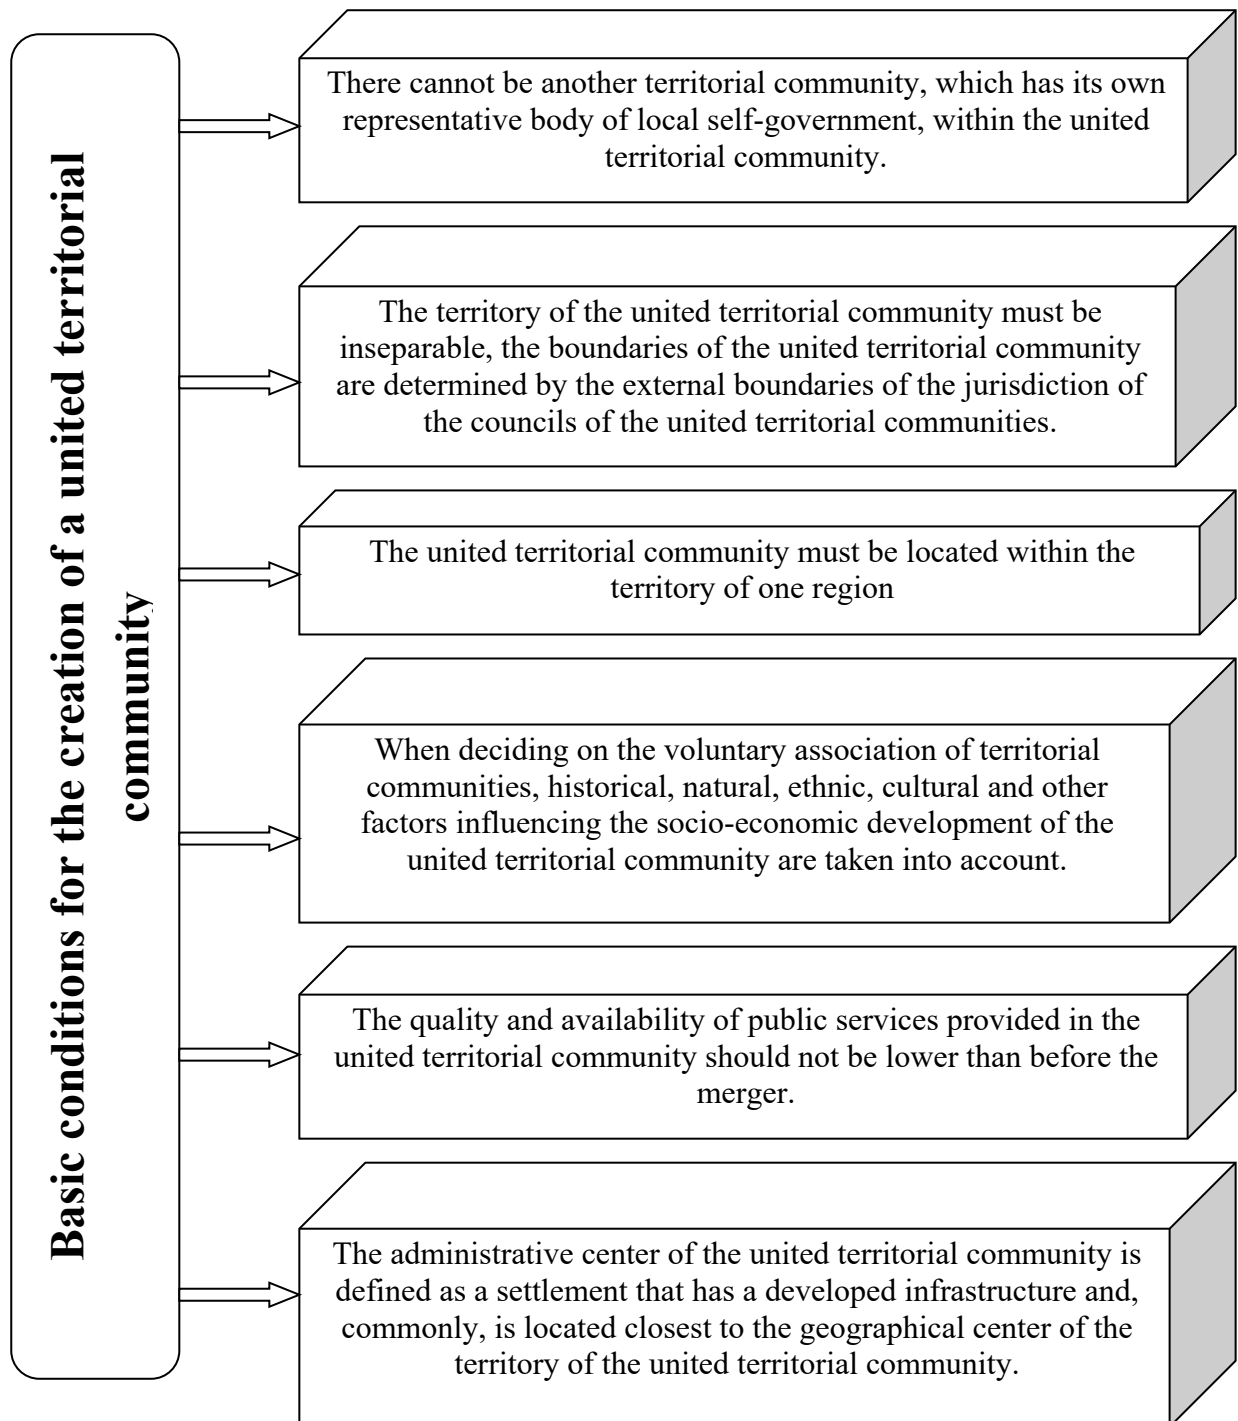 Basic conditions for the creation of a united territorial
community
There cannot be another territorial community, which has its own
representative body of local self-government, within the united
territorial community.
The territory of the united territorial community must be
inseparable, the boundaries of the united territorial community
are determined by the external boundaries of the jurisdiction of
the councils of the united territorial communities.
The united territorial community must be located within the
territory of one region
When deciding on the voluntary association of territorial
communities, historical, natural, ethnic, cultural and other
factors influencing the socio-economic development of the
united territorial community are taken into account.
The quality and availability of public services provided in the
united territorial community should not be lower than before the
merger.
The administrative center of the united territorial community is
defined as a settlement that has a developed infrastructure and,
commonly, is located closest to the geographical center of the
territory of the united territorial community.